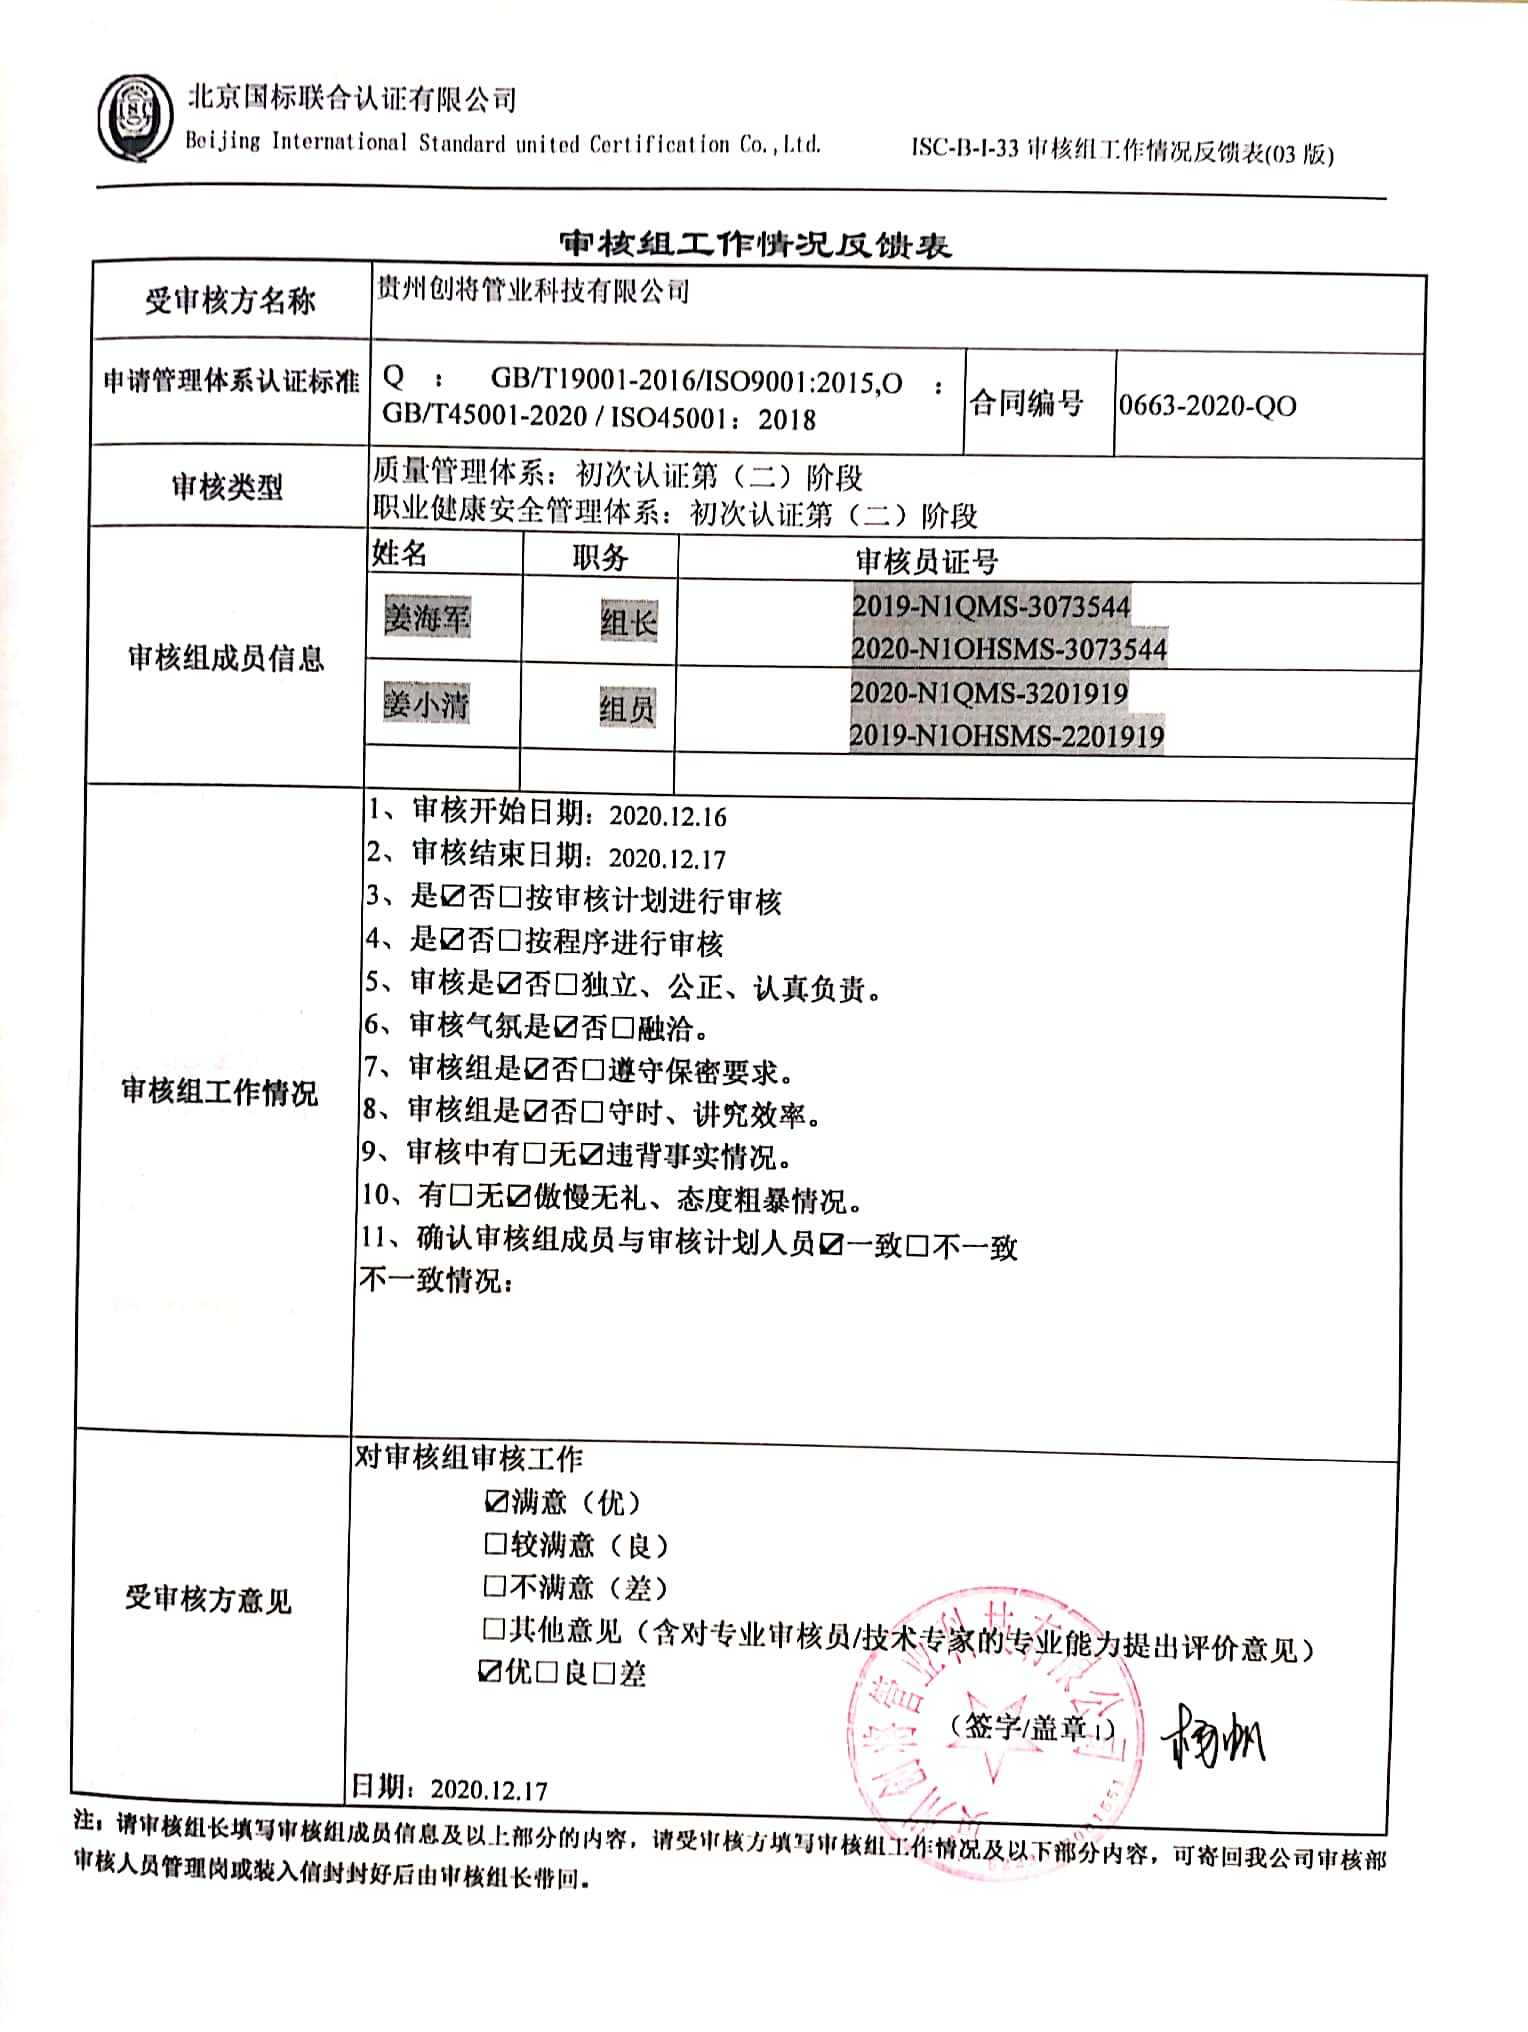 北京国标联合认证有限公司
Beijing International Standard united Certification Co.,Ltd.
ISC-B-I-33 审核组工作情况反馈表(03 版)
审核组工作情况反馈表
受审核方名称
贵州创将管业科技有限公司
申请管理体系认证标准
Q : GB/T19001-2016/ISO9001:2015,O :
GB/T45001-2020 / ISO45001：2018
合同编号
0663-2020-QO
审核类型
质量管理体系：初次认证第（二）阶段
职业健康安全管理体系：初次认证第（二）阶段
审核组成员信息
姓名 职务 审核员证号
姜海军 组长 2019-N1QMS-3073544
2020-N1OHSMS-3073544
姜小清 组员 2020-N1QMS-3201919
2019-N1OHSMS-2201919
审核组工作情况
1、审核开始日期：2020.12.16
2、审核结束日期：2020.12.17
3、是☑否□按审核计划进行审核
4、是☑否□按程序进行审核
5、审核是☑否□独立、公正、认真负责。
6、审核气氛是☑否□融洽。
7、审核组是☑否□遵守保密要求。
8、审核组是☑否□守时、讲究效率。
9、审核中有□无☑违背事实情况。
10、有□无☑傲慢无礼、态度粗暴情况。
11、确认审核组成员与审核计划人员☑一致□不一致
不一致情况：
受审核方意见
对审核组审核工作
☑满意（优）
□较满意（良）
□不满意（差）
□其他意见（含对专业审核员/技术专家的专业能力提出评价意见）
☑优□良□差
（签字/盖章）
杨帆
贵州创将管业科技有限公司
日期：2020.12.17
注：请审核组长填写审核组成员信息及以上部分的内容，请受审核方填写审核组工作情况及以下部分内容，可寄回我公司审核部
审核人员管理岗或装入信封封好后由审核组长带回。